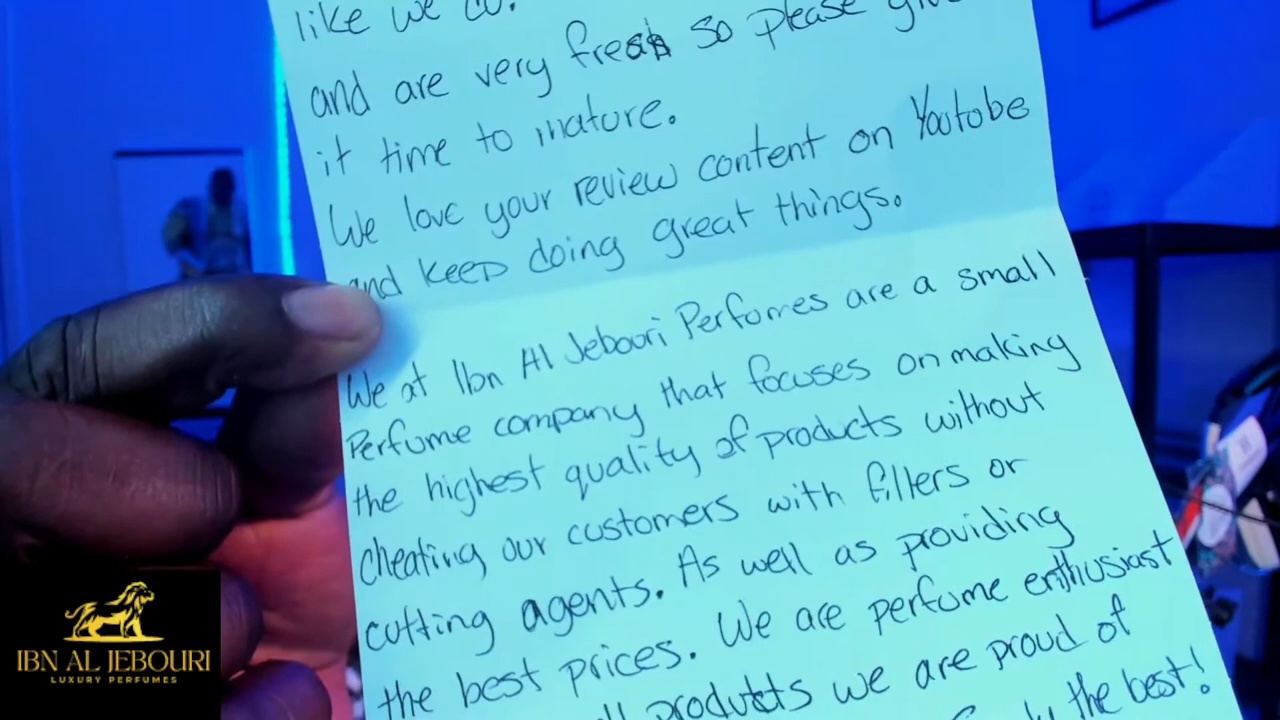 like we do.
and are very fresh so please give
it time to mature.
We love your review content on Youtube
and keep doing great things.
We at Ibn Al Jebouri Perfumes are a small
Perfume company that focuses on making
the highest quality of products without
cheating our customers with fillers or
cutting agents. As well as providing
the best prices. We are perfume enthusiast
products we are proud of
the best!
IBN AL JEBOURI
LUXURY PERFUMES